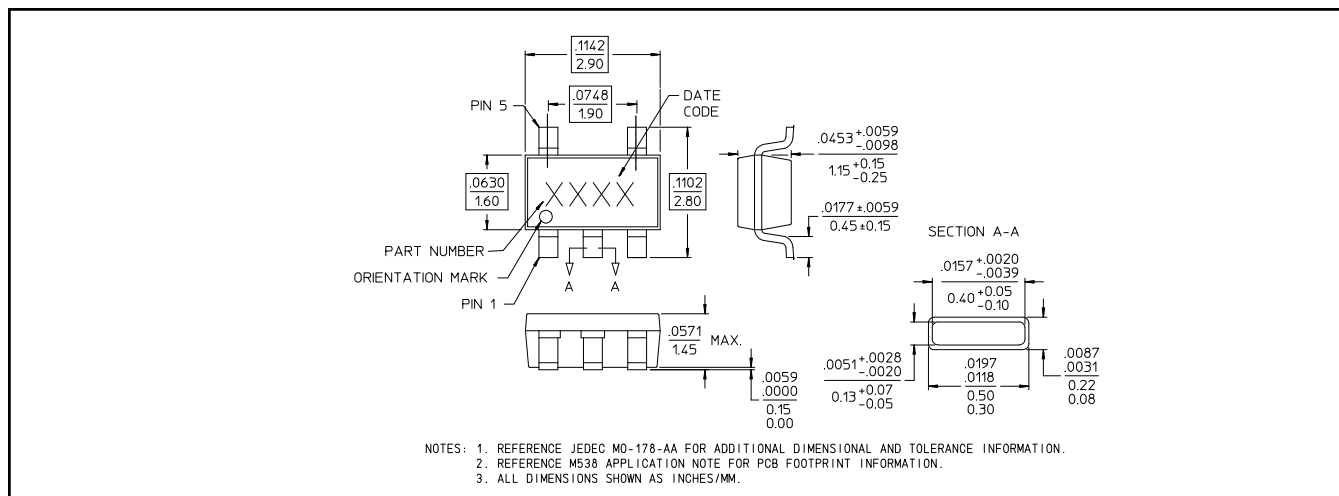 .1142
2.90
.0748
1.90
PIN 5
DATE
CODE
.0630
1.60
XXXX
.1102
2.80
PART NUMBER
ORIENTATION MARK
PIN 1
A A
.0453 +.0059
-.0098
1.15 +0.15
-0.25
.0177 ±.0059
0.45 ±0.15
SECTION A-A
.0157 +.0020
-.0039
0.40 +0.05
-0.10
.0571
1.45
MAX.
.0059
.0000
0.15
0.00
.0051 +.0028
-.0020
0.13 +0.07
-0.05
.0197
.0118
0.50
0.30
.0087
.0031
0.22
0.08
NOTES: 1. REFERENCE JEDEC MO-178-AA FOR ADDITIONAL DIMENSIONAL AND TOLERANCE INFORMATION.
2. REFERENCE M538 APPLICATION NOTE FOR PCB FOOTPRINT INFORMATION.
3. ALL DIMENSIONS SHOWN AS INCHES/MM.